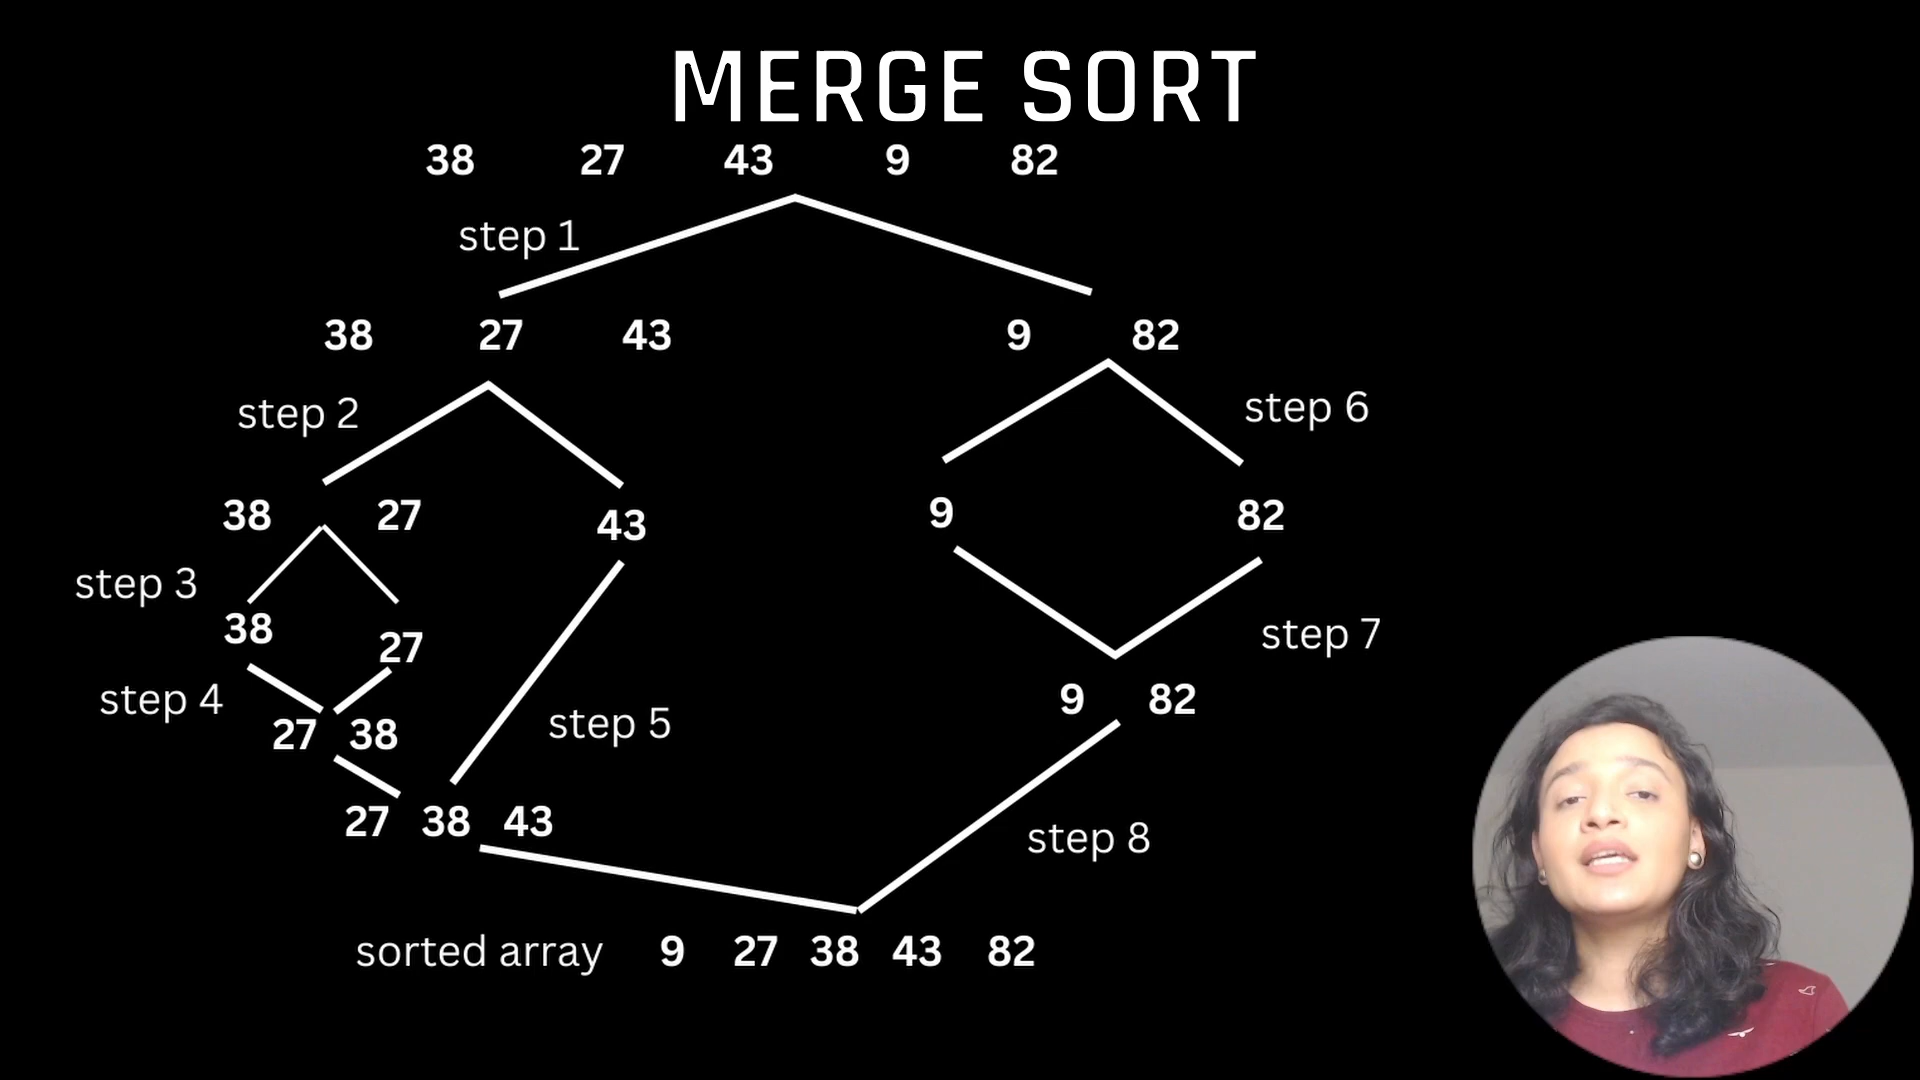 MERGE SORT
38 27 43 9 82
step 1
38 27 43 9 82
step 2 step 6
38 27 43 9 82
step 3
38 27
step 7
step 4 9 82
27 38 step 5
27 38 43 step 8
sorted array 9 27 38 43 82